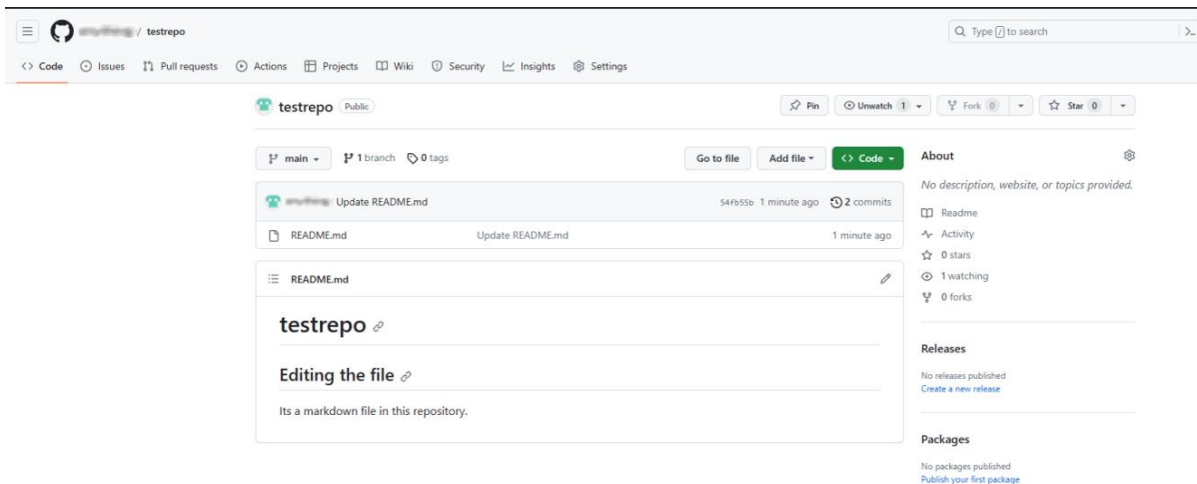 / testrepo
Type / to search
Code Issues Pull requests Actions Projects Wiki Security Insights Settings
testrepo Public
Pin Unwatch 1 Fork 0 Star 0
main 1 branch 0 tags
Go to file Add file <> Code
Update README.md 54fb55b 1 minute ago 2 commits
README.md Update README.md 1 minute ago
README.md
testrepo
Editing the file
Its a markdown file in this repository.
About
No description, website, or topics provided.
Readme
Activity
0 stars
1 watching
0 forks
Releases
No releases published
Create a new release
Packages
No packages published
Publish your first package